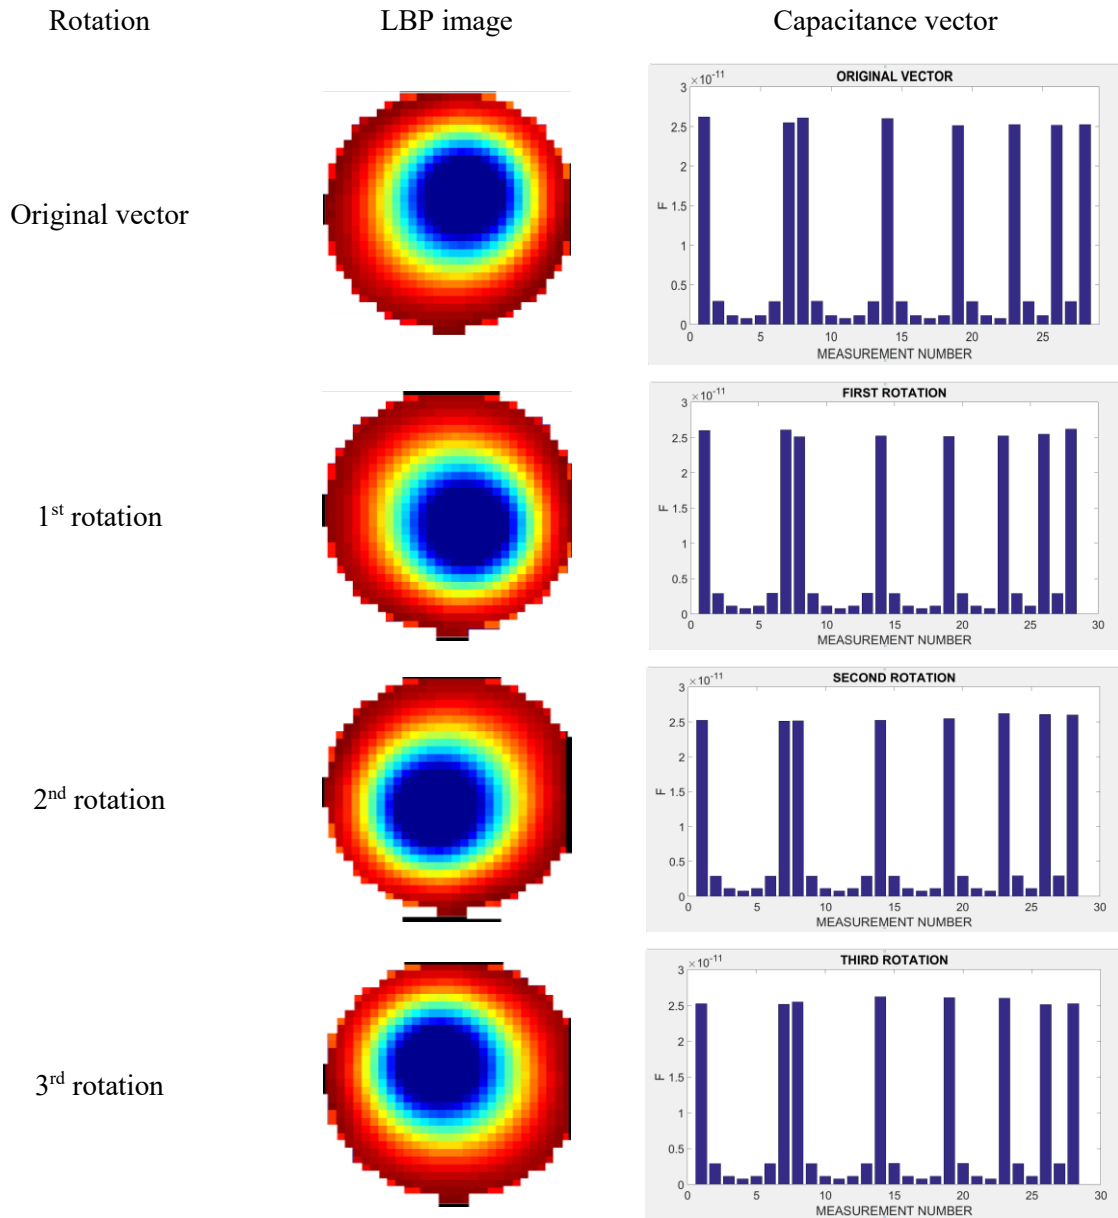 Rotation LBP image Capacitance vector
Original vector
×10⁻¹¹ ORIGINAL VECTOR
3
2.5
2
1.5
1
0.5
0
F
0 5 10 15 20 25
MEASUREMENT NUMBER
1st rotation
×10⁻¹¹ FIRST ROTATION
3
2.5
2
1.5
1
0.5
0
F
0 5 10 15 20 25 30
MEASUREMENT NUMBER
2nd rotation
×10⁻¹¹ SECOND ROTATION
3
2.5
2
1.5
1
0.5
0
F
0 5 10 15 20 25 30
MEASUREMENT NUMBER
3rd rotation
×10⁻¹¹ THIRD ROTATION
3
2.5
2
1.5
1
0.5
0
F
0 5 10 15 20 25 30
MEASUREMENT NUMBER